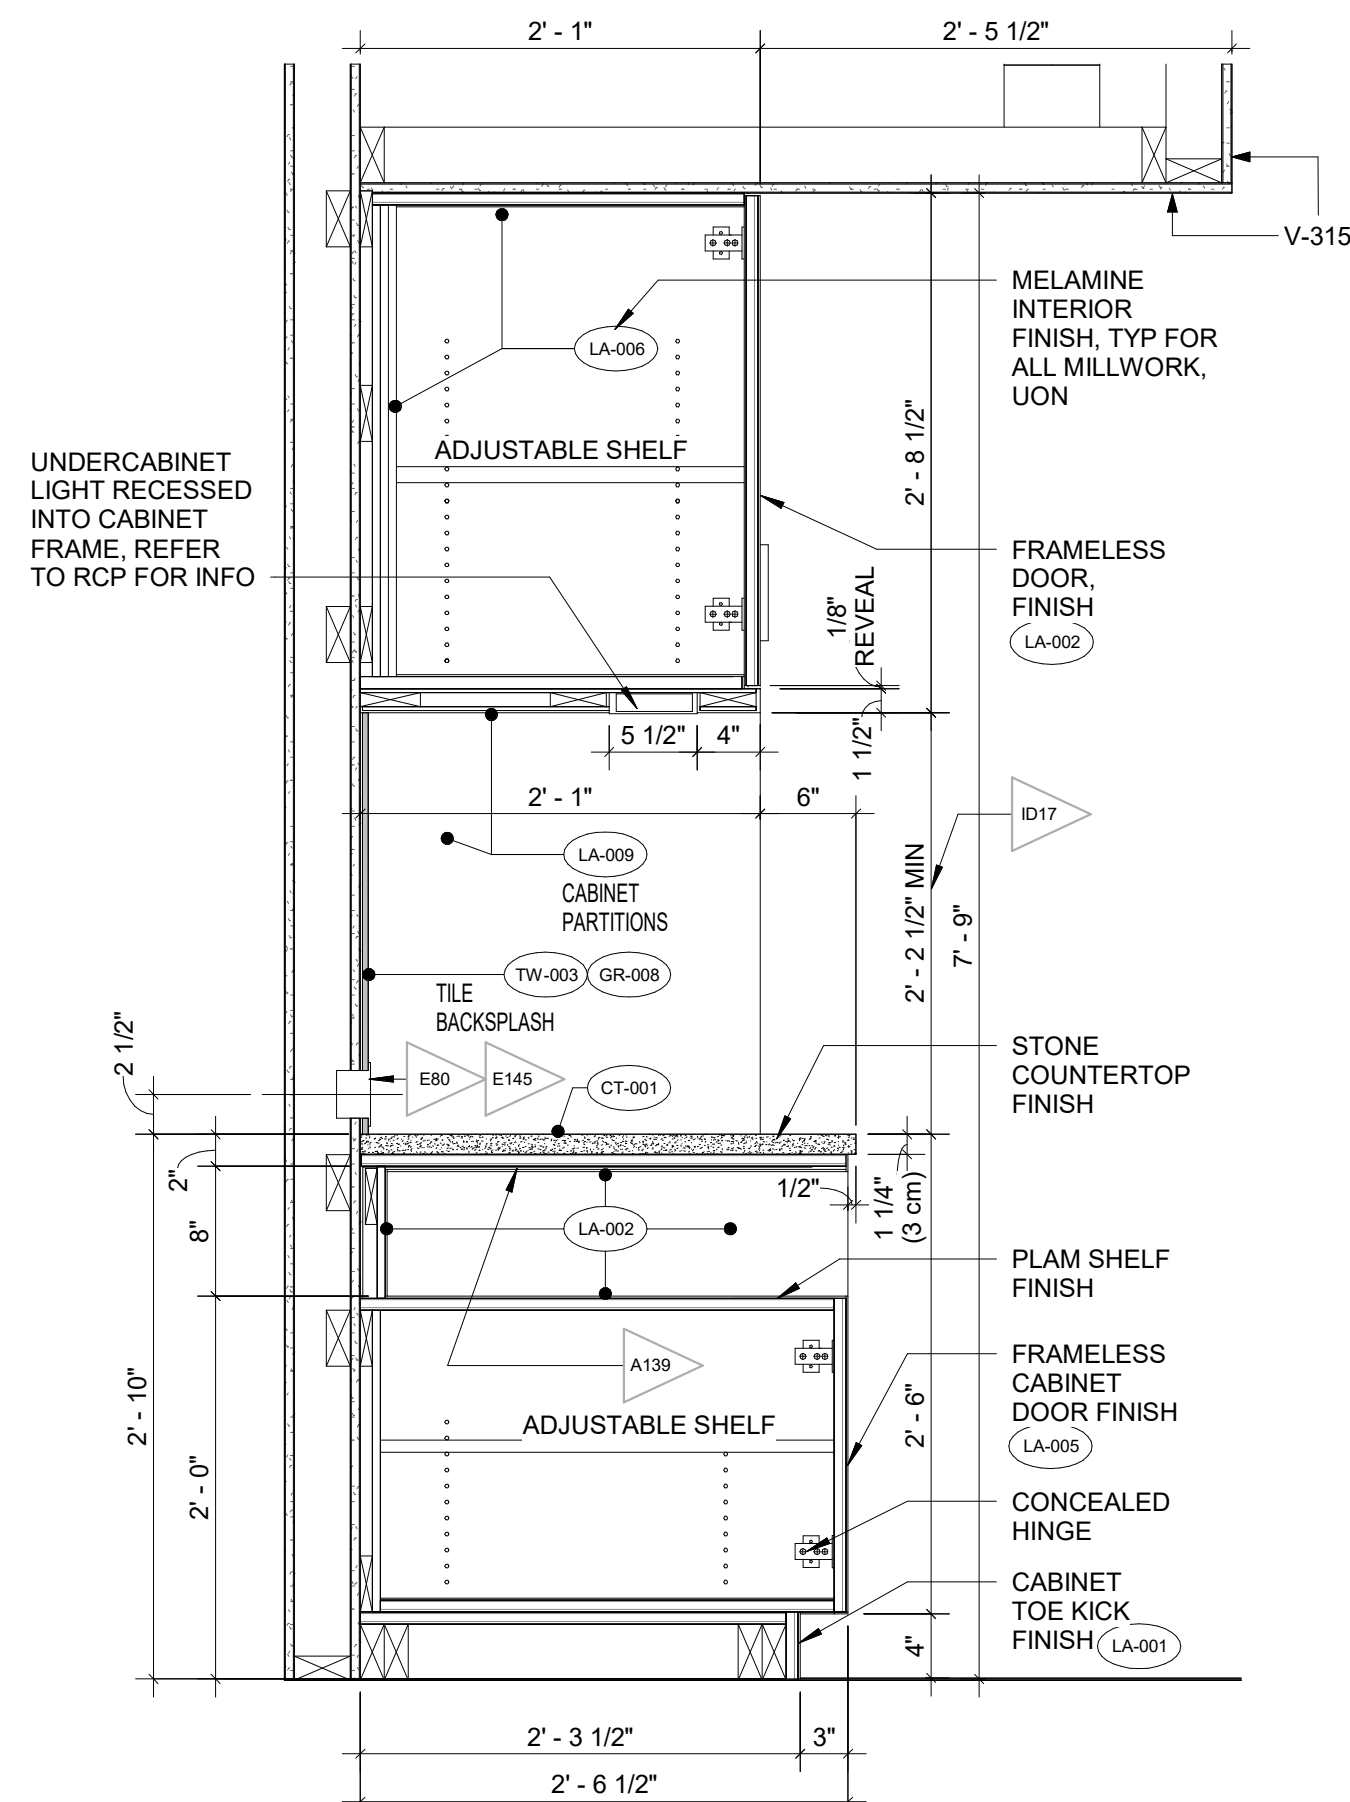 2' - 1"
2' - 5 1/2"
V-315
MELAMINE
INTERIOR
FINISH, TYP FOR
ALL MILLWORK,
UON
LA-006
ADJUSTABLE SHELF
2' - 8 1/2"
UNDERCABINET
LIGHT RECESSED
INTO CABINET
FRAME, REFER
TO RCP FOR INFO
FRAMELESS
DOOR,
FINISH
LA-002
1/8"
REVEAL
5 1/2"
4"
1 1/2"
2' - 1"
6"
ID17
LA-009
CABINET
PARTITIONS
2' - 2 1/2" MIN
7' - 9"
TW-003
GR-008
TILE
BACKSPLASH
2 1/2"
E80
E145
CT-001
STONE
COUNTERTOP
FINISH
2"
1/2"
1 1/4"
(3 cm)
8"
LA-002
PLAM SHELF
FINISH
A139
FRAMELESS
CABINET
DOOR FINISH
LA-005
2' - 10"
2' - 6"
ADJUSTABLE SHELF
2' - 0"
CONCEALED
HINGE
CABINET
TOE KICK
FINISH
LA-001
4"
2' - 3 1/2"
3"
2' - 6 1/2"